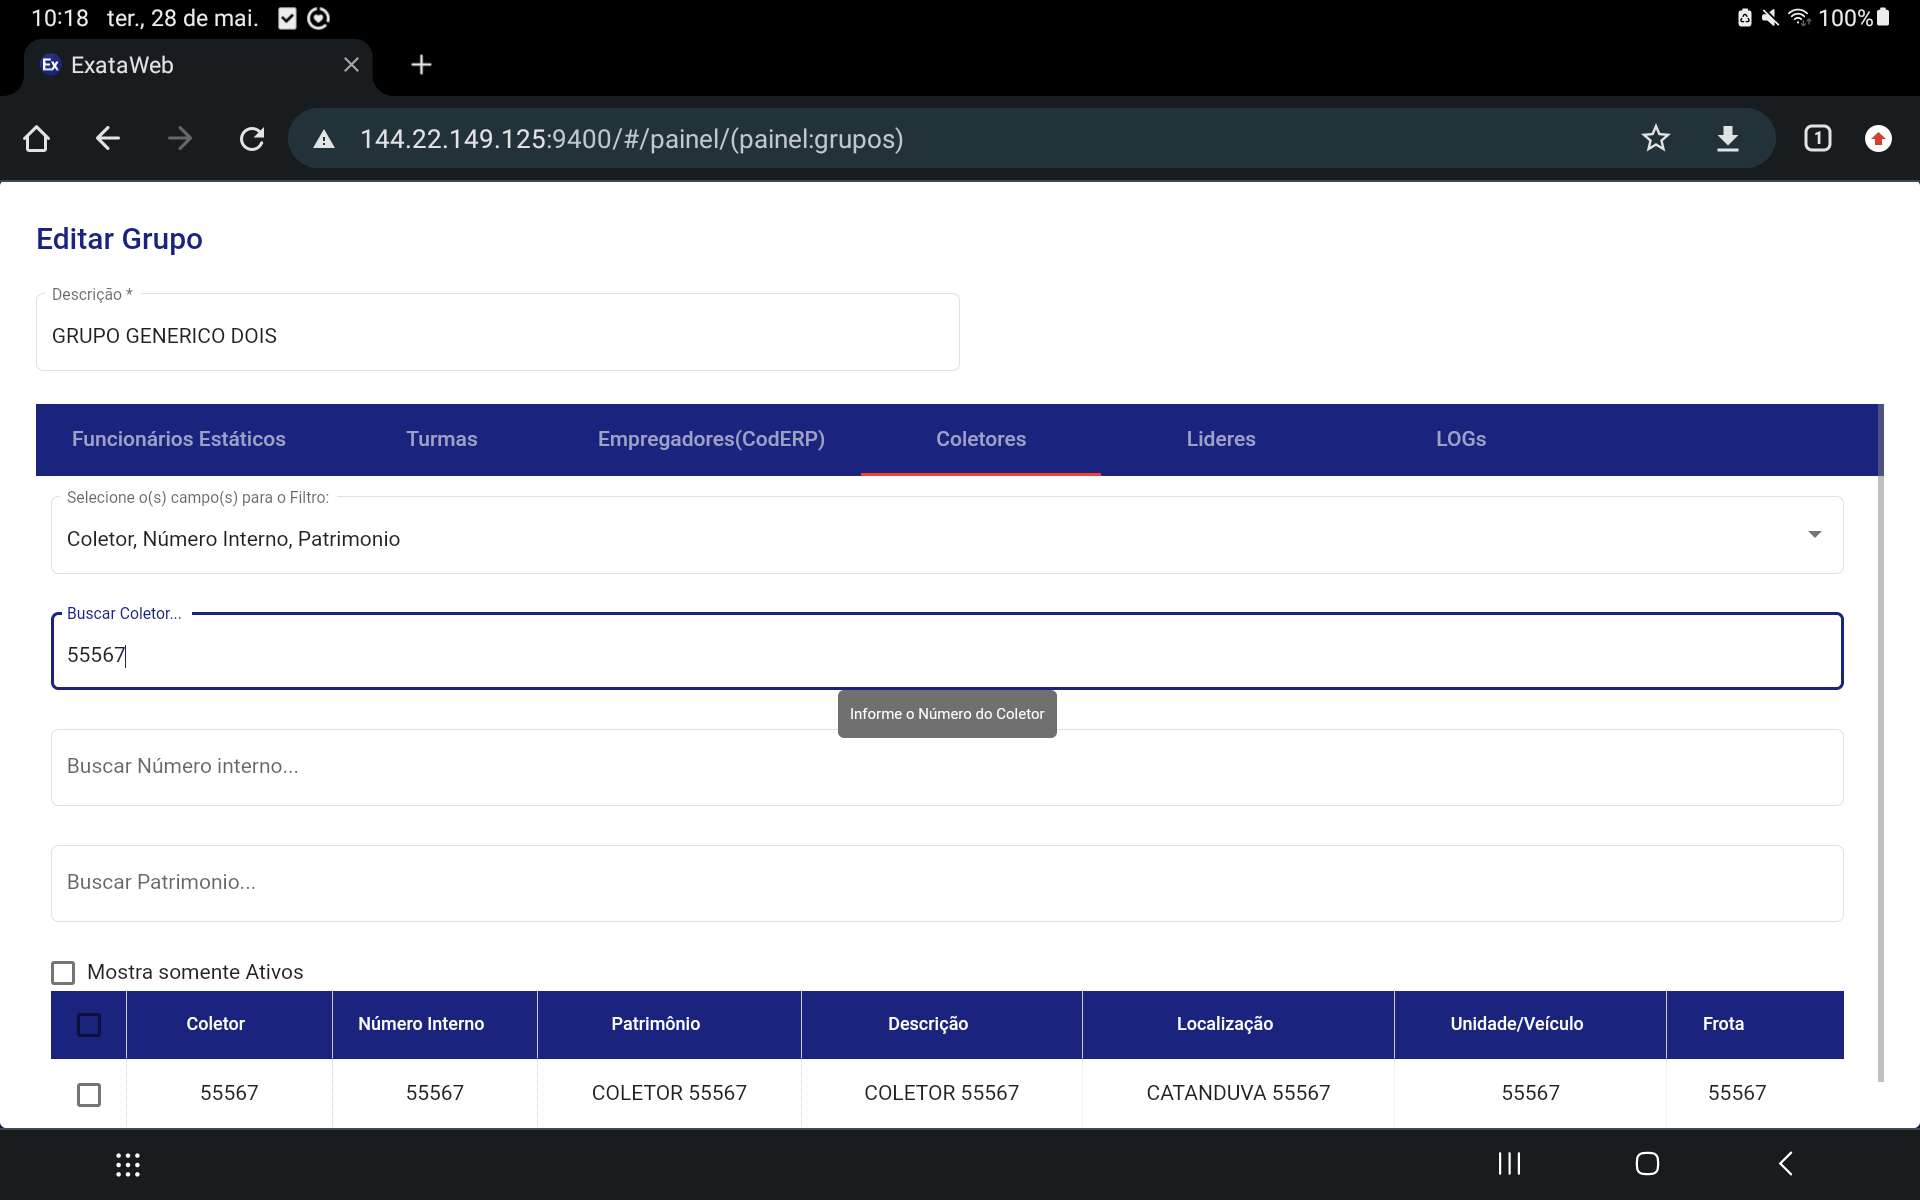 10:18 ter., 28 de mai.
100%
Ex ExataWeb
144.22.149.125:9400/#/painel/(painel:grupos)
1
Editar Grupo
Descrição *
GRUPO GENERICO DOIS
Funcionários Estáticos Turmas Empregadores(CodERP) Coletores Lideres LOGs
Selecione o(s) campo(s) para o Filtro:
Coletor, Número Interno, Patrimonio
Buscar Coletor...
55567
Informe o Número do Coletor
Buscar Número interno...
Buscar Patrimonio...
Mostra somente Ativos
Coletor Número Interno Patrimônio Descrição Localização Unidade/Veículo Frota
55567 55567 COLETOR 55567 COLETOR 55567 CATANDUVA 55567 55567 55567